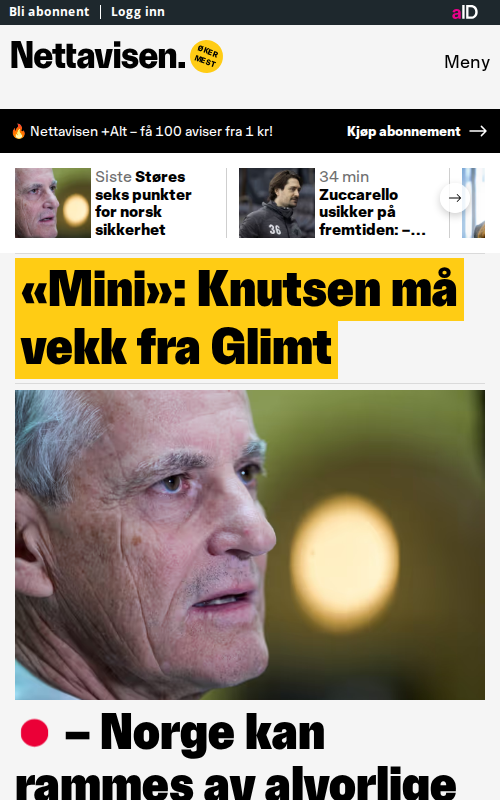 Bli abonnent
Logg inn
aID
Nettavisen.
ØKER
MEST
Meny
🔥 Nettavisen +Alt – få 100 aviser fra 1 kr!
Kjøp abonnement →
Siste Støres
seks punkter
for norsk
sikkerhet
34 min
Zuccarello
usikker på
fremtiden: –...
36
«Mini»: Knutsen må
vekk fra Glimt
– Norge kan
rammes av alvorlige